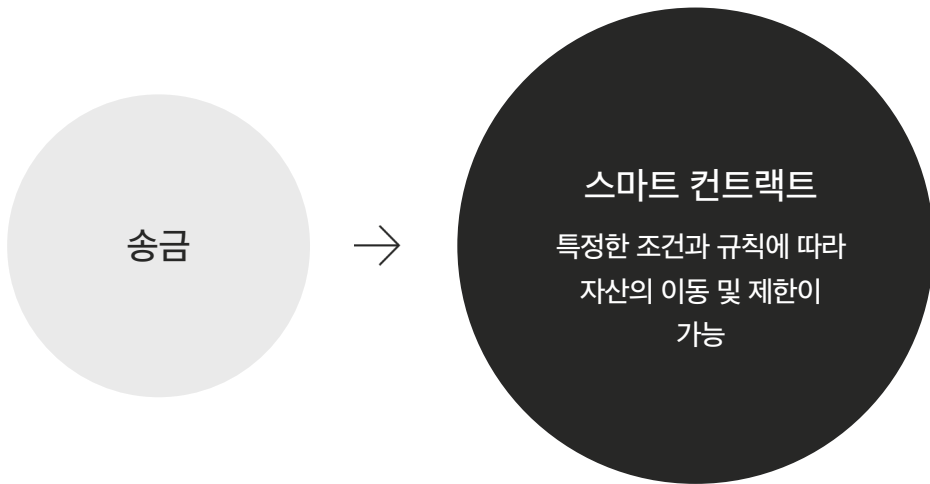 송금
스마트 컨트랙트
특정한 조건과 규칙에 따라
자산의 이동 및 제한이
가능